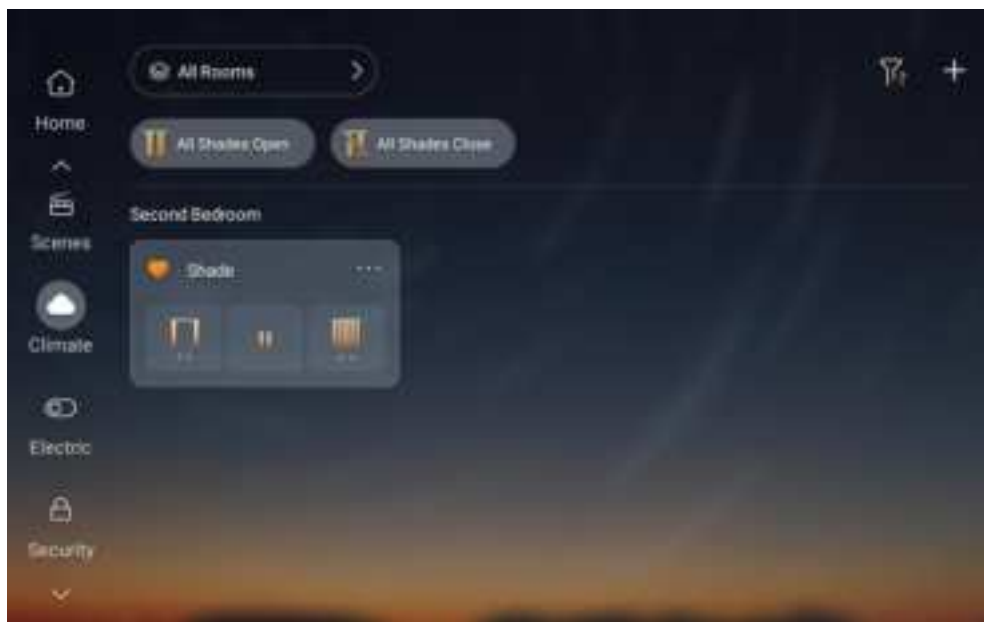 All Rooms
Home
All Shades Open
All Shades Close
Scenes
Second Bedroom
Shade
Climate
Electric
Security